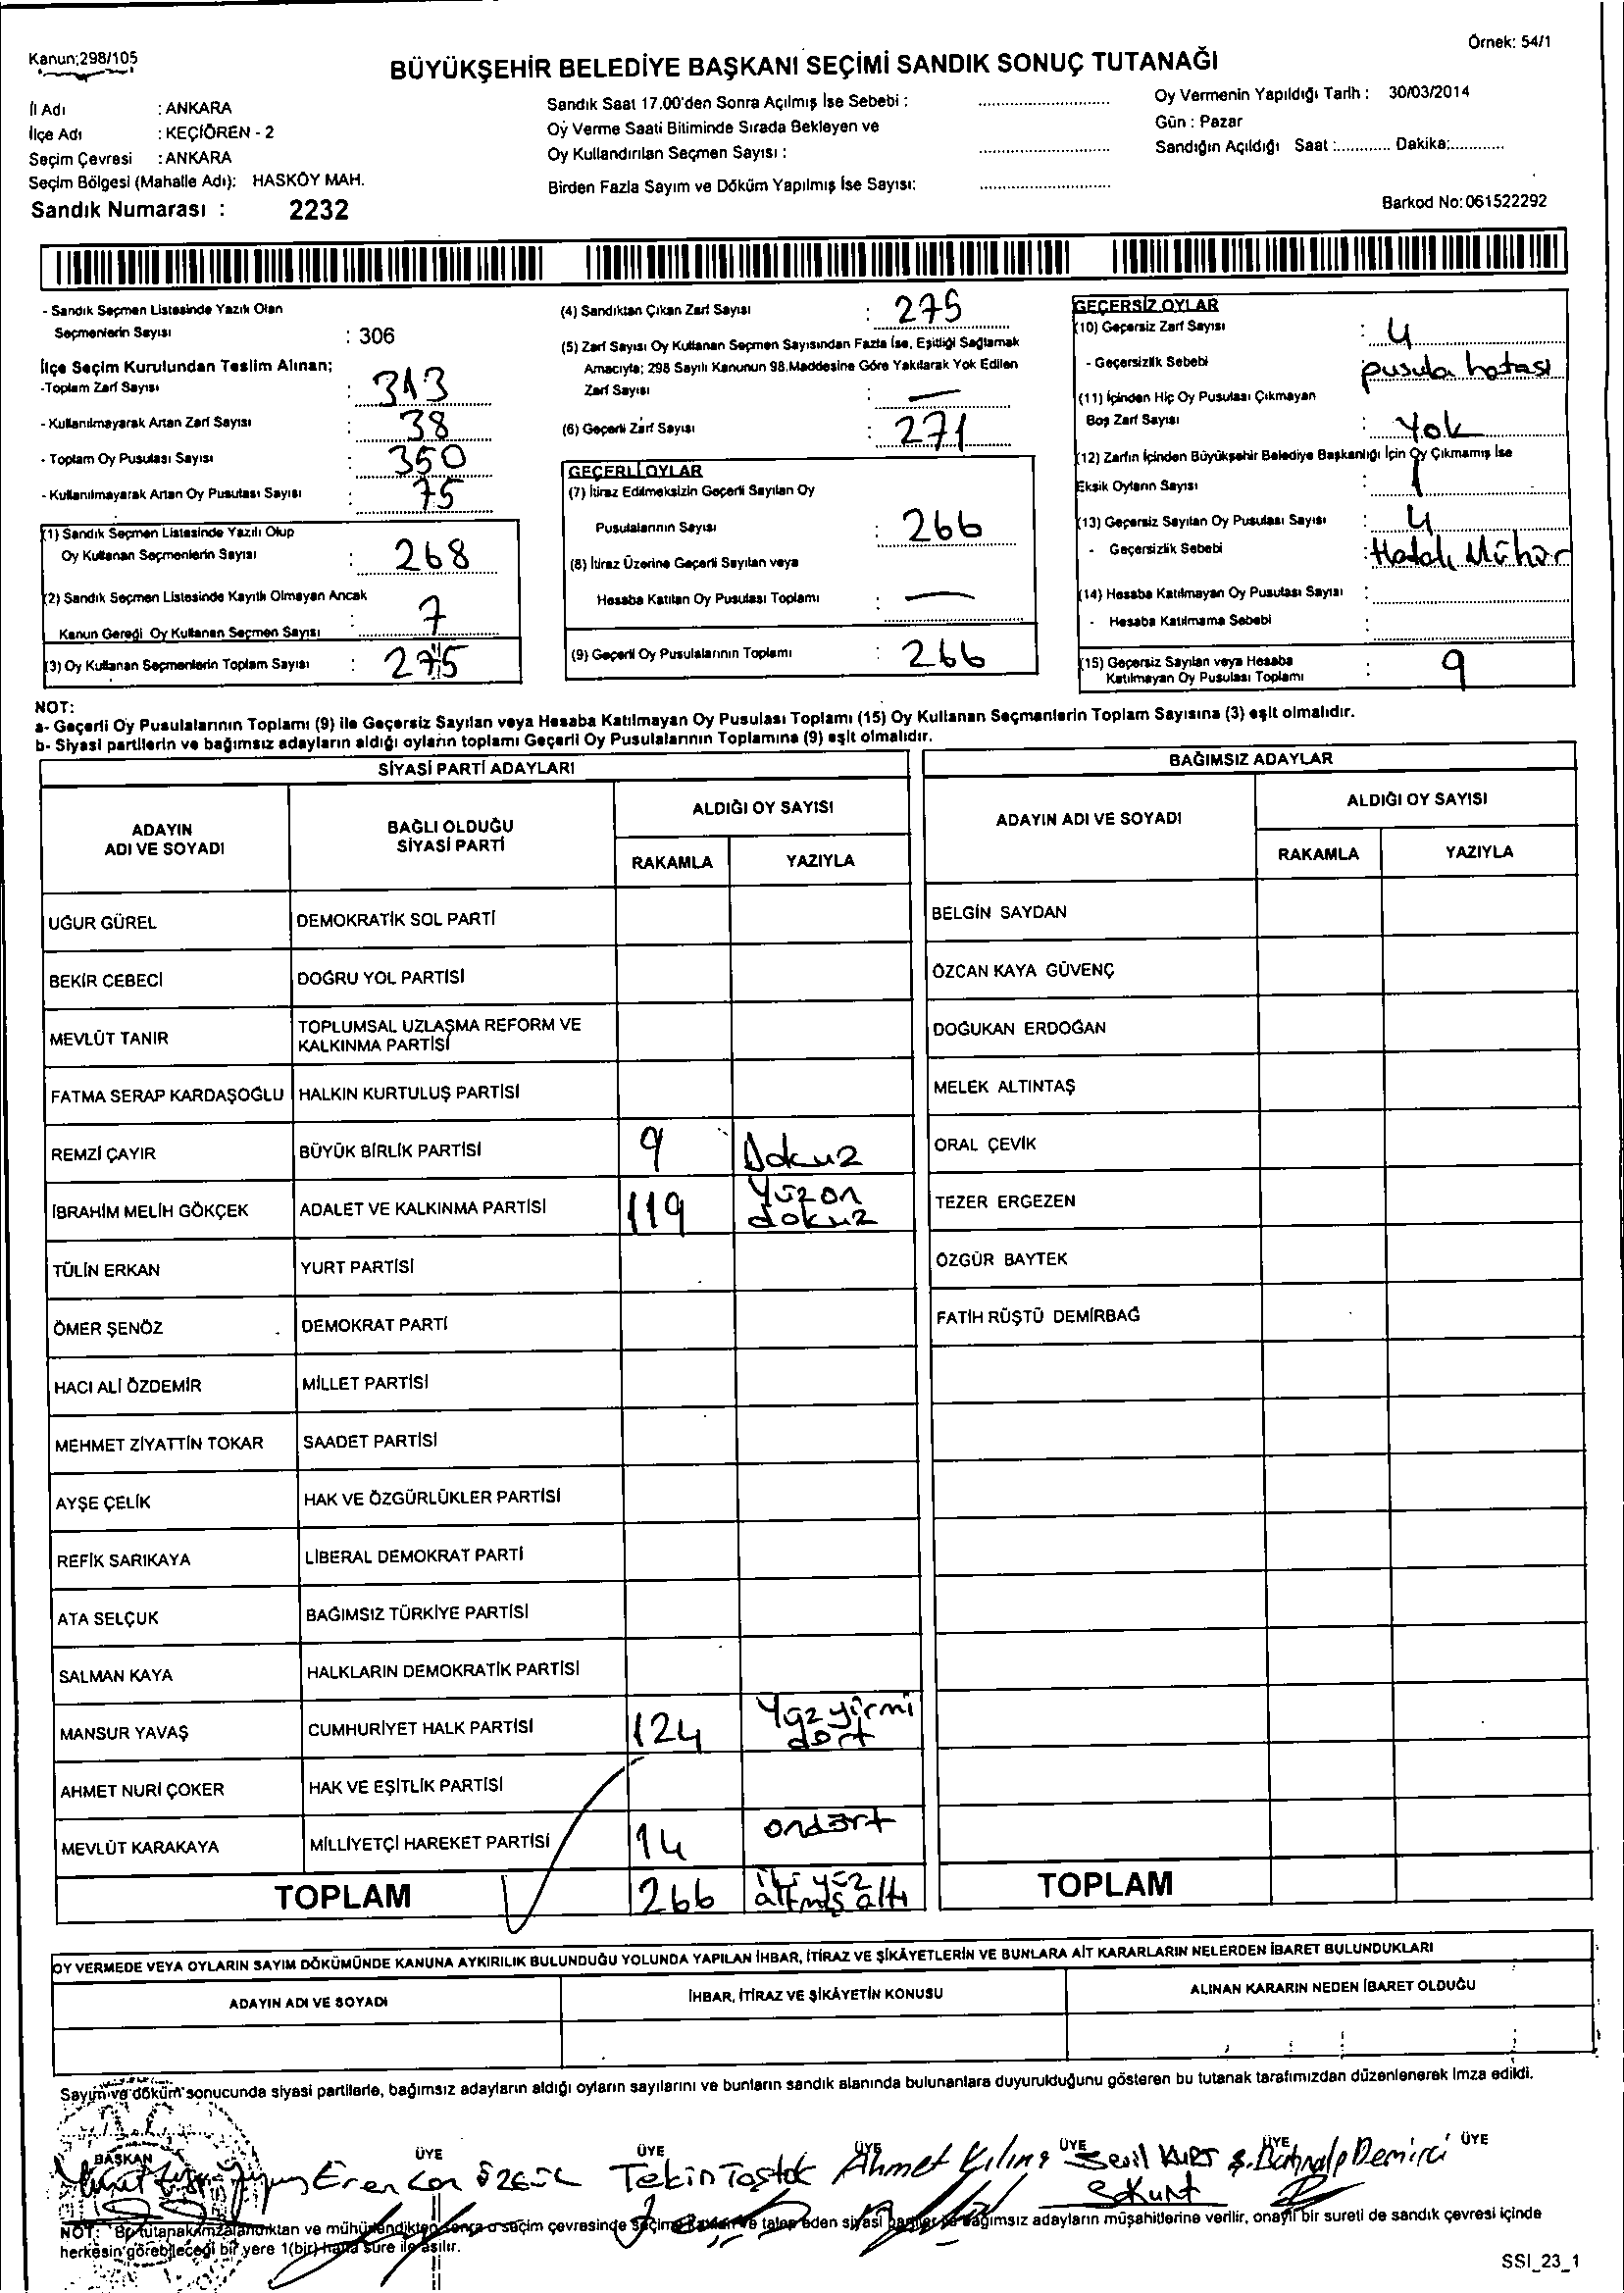 Kanun;298/105
Örnek: 54/1
BÜYÜKŞEHİR BELEDİYE BAŞKANI SEÇİMİ SANDIK SONUÇ TUTANAĞI
İl Adı : ANKARA
İlçe Adı : KEÇİÖREN - 2
Seçim Çevresi : ANKARA
Seçim Bölgesi (Mahalle Adı): HASKÖY MAH.
Sandık Numarası : 2232
Sandık Saat 17.00'den Sonra Açılmış İse Sebebi :
Oy Verme Saati Bitiminde Sırada Bekleyen ve
Oy Kullandırılan Seçmen Sayısı :
Birden Fazla Sayım ve Döküm Yapılmış İse Sayısı:
Oy Vermenin Yapıldığı Tarih : 30/03/2014
Gün : Pazar
Sandığın Açıldığı Saat :............ Dakika:............
Barkod No:061522292
- Sandık Seçmen Listesinde Yazılı Olan
Seçmenlerin Sayısı : 306
İlçe Seçim Kurulundan Teslim Alınan;
-Toplam Zarf Sayısı : 313
- Kullanılmayarak Artan Zarf Sayısı : 38
- Toplam Oy Pusulası Sayısı : 350
- Kullanılmayarak Artan Oy Pusulası Sayısı : 75
(1) Sandık Seçmen Listesinde Yazılı Olup
Oy Kullanan Seçmenlerin Sayısı : 268
(2) Sandık Seçmen Listesinde Kayıtlı Olmayan Ancak
Kanun Gereği Oy Kullanan Seçmen Sayısı : 7
(3) Oy Kullanan Seçmenlerin Toplam Sayısı : 275
(4) Sandıktan Çıkan Zarf Sayısı : 275
(5) Zarf Sayısı Oy Kullanan Seçmen Sayısından Fazla İse, Eşitliği Sağlamak
Amacıyla; 298 Sayılı Kanunun 98.Maddesine Göre Yakılarak Yok Edilen
Zarf Sayısı : —
(6) Geçerli Zarf Sayısı : 271
GEÇERLİ OYLAR
(7) İtiraz Edilmeksizin Geçerli Sayılan Oy
Pusulalarının Sayısı : 266
(8) İtiraz Üzerine Geçerli Sayılan veya
Hesaba Katılan Oy Pusulası Toplamı : —
(9) Geçerli Oy Pusulalarının Toplamı : 266
GEÇERSİZ OYLAR
(10) Geçersiz Zarf Sayısı : 4
- Geçersizlik Sebebi pusula hatası
(11) İçinden Hiç Oy Pusulası Çıkmayan
Boş Zarf Sayısı : Yok
(12) Zarfın İçinden Büyükşehir Belediye Başkanlığı İçin Oy Çıkmamış İse
Eksik Oyların Sayısı : 1
(13) Geçersiz Sayılan Oy Pusulası Sayısı : 4
- Geçersizlik Sebebi : Hatalı Mühür
(14) Hesaba Katılmayan Oy Pusulası Sayısı :
- Hesaba Katılmama Sebebi :
(15) Geçersiz Sayılan veya Hesaba
Katılmayan Oy Pusulası Toplamı : 9
NOT:
a- Geçerli Oy Pusulalarının Toplamı (9) ile Geçersiz Sayılan veya Hesaba Katılmayan Oy Pusulası Toplamı (15) Oy Kullanan Seçmenlerin Toplam Sayısına (3) eşit olmalıdır.
b- Siyasi partilerin ve bağımsız adayların aldığı oyların toplamı Geçerli Oy Pusulalarının Toplamına (9) eşit olmalıdır.
SİYASİ PARTİ ADAYLARI
ADAYIN ADI VE SOYADI
BAĞLI OLDUĞU SİYASİ PARTİ
ALDIĞI OY SAYISI
RAKAMLA YAZIYLA
UĞUR GÜREL DEMOKRATİK SOL PARTİ
BEKİR CEBECİ DOĞRU YOL PARTİSİ
MEVLÜT TANIR TOPLUMSAL UZLAŞMA REFORM VE
KALKINMA PARTİSİ
FATMA SERAP KARDAŞOĞLU HALKIN KURTULUŞ PARTİSİ
REMZİ ÇAYIR BÜYÜK BİRLİK PARTİSİ 9 Dokuz
İBRAHİM MELİH GÖKÇEK ADALET VE KALKINMA PARTİSİ 119 Yüzon
dokuz
TÜLİN ERKAN YURT PARTİSİ
ÖMER ŞENÖZ DEMOKRAT PARTİ
HACI ALİ ÖZDEMİR MİLLET PARTİSİ
MEHMET ZİYATTİN TOKAR SAADET PARTİSİ
AYŞE ÇELİK HAK VE ÖZGÜRLÜKLER PARTİSİ
REFİK SARIKAYA LİBERAL DEMOKRAT PARTİ
ATA SELÇUK BAĞIMSIZ TÜRKİYE PARTİSİ
SALMAN KAYA HALKLARIN DEMOKRATİK PARTİSİ
MANSUR YAVAŞ CUMHURİYET HALK PARTİSİ 124 Yüz yirmi
dört
AHMET NURİ ÇOKER HAK VE EŞİTLİK PARTİSİ
MEVLÜT KARAKAYA MİLLİYETÇİ HAREKET PARTİSİ 14 ondört
TOPLAM 266 iki yüz
altmış altı
BAĞIMSIZ ADAYLAR
ADAYIN ADI VE SOYADI
ALDIĞI OY SAYISI
RAKAMLA YAZIYLA
BELGİN SAYDAN
ÖZCAN KAYA GÜVENÇ
DOĞUKAN ERDOĞAN
MELEK ALTINTAŞ
ORAL ÇEVİK
TEZER ERGEZEN
ÖZGÜR BAYTEK
FATİH RÜŞTÜ DEMİRBAĞ
TOPLAM
OY VERMEDE VEYA OYLARIN SAYIM DÖKÜMÜNDE KANUNA AYKIRILIK BULUNDUĞU YOLUNDA YAPILAN İHBAR, İTİRAZ VE ŞİKÂYETLERİN VE BUNLARA AİT KARARLARIN NELERDEN İBARET BULUNDUKLARI
ADAYIN ADI VE SOYADI İHBAR, İTİRAZ VE ŞİKÂYETİN KONUSU ALINAN KARARIN NEDEN İBARET OLDUĞU
Sayım ve döküm sonucunda siyasi partilerle, bağımsız adayların aldığı oyların sayılarını ve bunların sandık alanında bulunanlara duyurulduğunu gösteren bu tutanak tarafımızdan düzenlenerek imza edildi.
BAŞKAN ÜYE ÜYE ÜYE ÜYE ÜYE ÜYE
Eren Can Tekin Ahmet Kılınç Sevil Kurt Demirci
S Kurt
NOT: Bu tutanak imzalandıktan ve mühürlendikten sonra o seçim çevresinde seçime katılan ve talep eden siyasi partiler ile bağımsız adayların müşahitlerine verilir, onaylı bir sureti de sandık çevresi içinde
herkesin görebileceği bir yere 1(bir) hafta süre ile asılır.
SSI_23_1